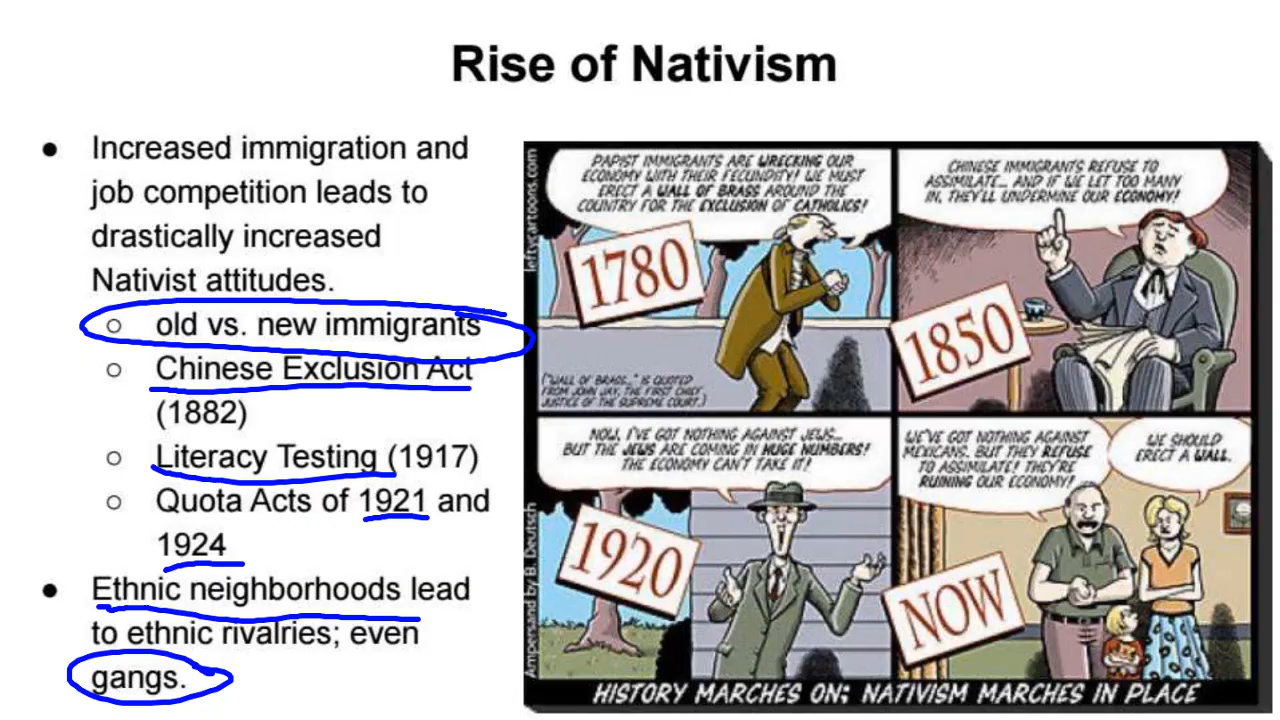 Rise of Nativism
● Increased immigration and
job competition leads to
drastically increased
Nativist attitudes.
○ old vs. new immigrants
○ Chinese Exclusion Act
(1882)
○ Literacy Testing (1917)
○ Quota Acts of 1921 and
1924
● Ethnic neighborhoods lead
to ethnic rivalries; even
gangs.
leftycartoons.com
PAPIST IMMIGRANTS ARE WRECKING OUR
ECONOMY WITH THEIR FECUNDITY! WE MUST
ERECT A WALL OF BRASS AROUND THE
COUNTRY FOR THE EXCLUSION OF CATHOLICS!
1780
("WALL OF BRASS..." IS QUOTED
FROM JOHN JAY, THE FIRST CHIEF
JUSTICE OF THE SUPREME COURT.)
CHINESE IMMIGRANTS REFUSE TO
ASSIMILATE... AND IF WE LET TOO MANY
IN, THEY'LL UNDERMINE OUR ECONOMY!
1850
NOW, I'VE GOT NOTHING AGAINST JEWS...
BUT THE JEWS ARE COMING IN HUGE NUMBERS!
THE ECONOMY CAN'T TAKE IT!
1920
WE'VE GOT NOTHING AGAINST
MEXICANS. BUT THEY REFUSE
TO ASSIMILATE! THEY'RE
RUINING OUR ECONOMY!
WE SHOULD
ERECT A WALL.
NOW
Ampersand by B. Deutsch
HISTORY MARCHES ON; NATIVISM MARCHES IN PLACE